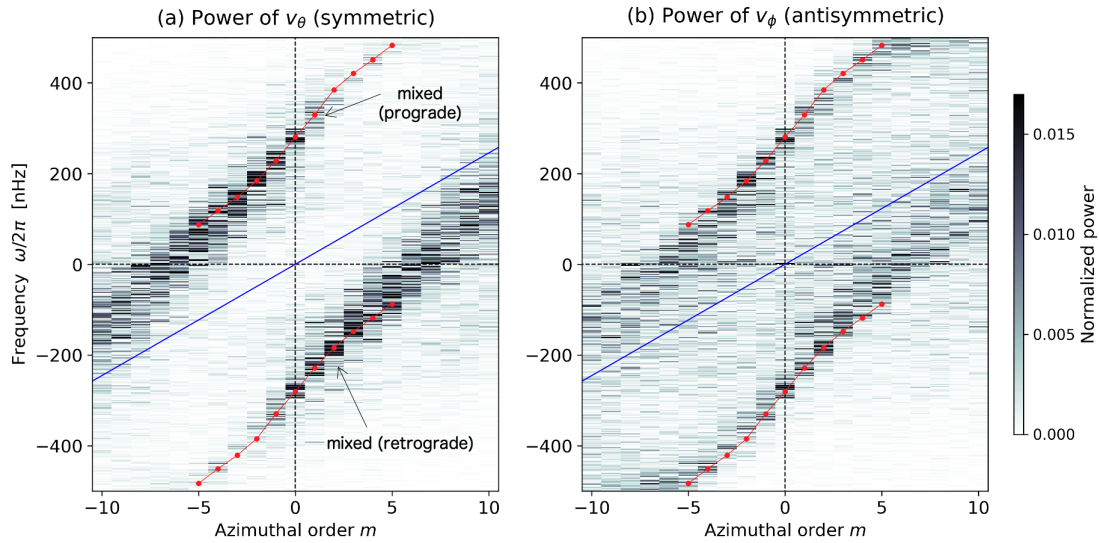 (a) Power of v_θ (symmetric)
(b) Power of v_ϕ (antisymmetric)
Frequency ω/2π [nHz]
400
200
0
−200
−400
mixed
(prograde)
mixed (retrograde)
−10 −5 0 5 10
Azimuthal order m
400
200
0
−200
−400
−10 −5 0 5 10
Azimuthal order m
0.015
0.010
0.005
0.000
Normalized power